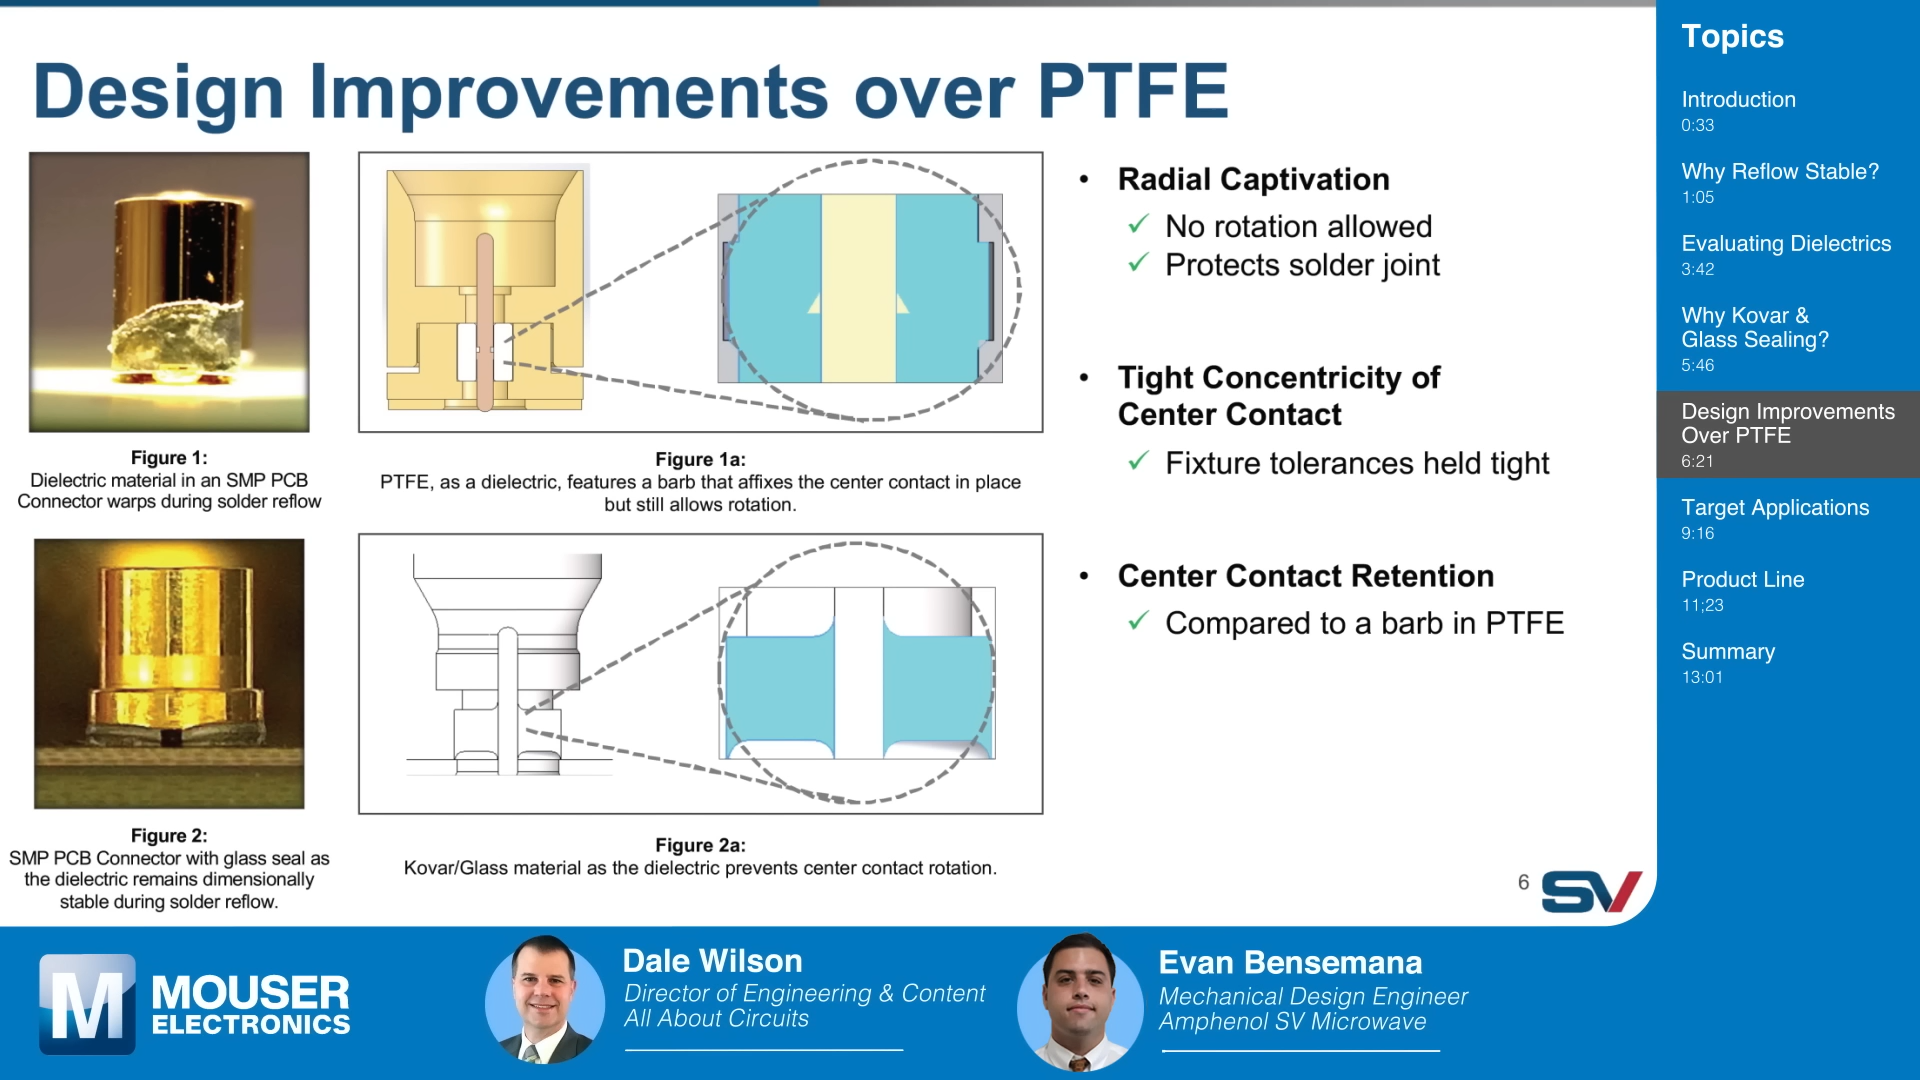 Design Improvements over PTFE
Figure 1:
Dielectric material in an SMP PCB
Connector warps during solder reflow
Figure 1a:
PTFE, as a dielectric, features a barb that affixes the center contact in place
but still allows rotation.
Figure 2:
SMP PCB Connector with glass seal as
the dielectric remains dimensionally
stable during solder reflow.
Figure 2a:
Kovar/Glass material as the dielectric prevents center contact rotation.
• Radial Captivation
✓ No rotation allowed
✓ Protects solder joint
• Tight Concentricity of
Center Contact
✓ Fixture tolerances held tight
• Center Contact Retention
✓ Compared to a barb in PTFE
6
SV
Topics
Introduction
0:33
Why Reflow Stable?
1:05
Evaluating Dielectrics
3:42
Why Kovar &
Glass Sealing?
5:46
Design Improvements
Over PTFE
6:21
Target Applications
9:16
Product Line
11;23
Summary
13:01
M
MOUSER
ELECTRONICS
Dale Wilson
Director of Engineering & Content
All About Circuits
Evan Bensemana
Mechanical Design Engineer
Amphenol SV Microwave